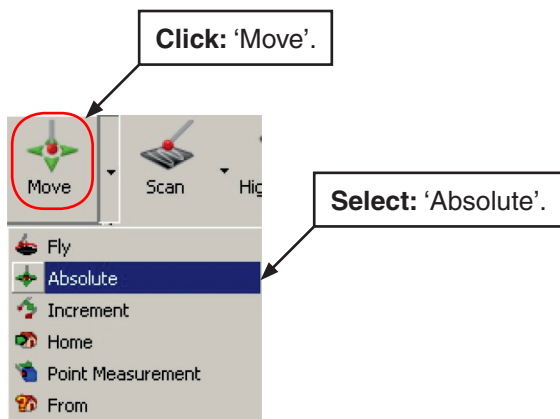 Click: ‘Move’.
Move
Scan
Hig
Select: ‘Absolute’.
Fly
Absolute
Increment
Home
Point Measurement
From